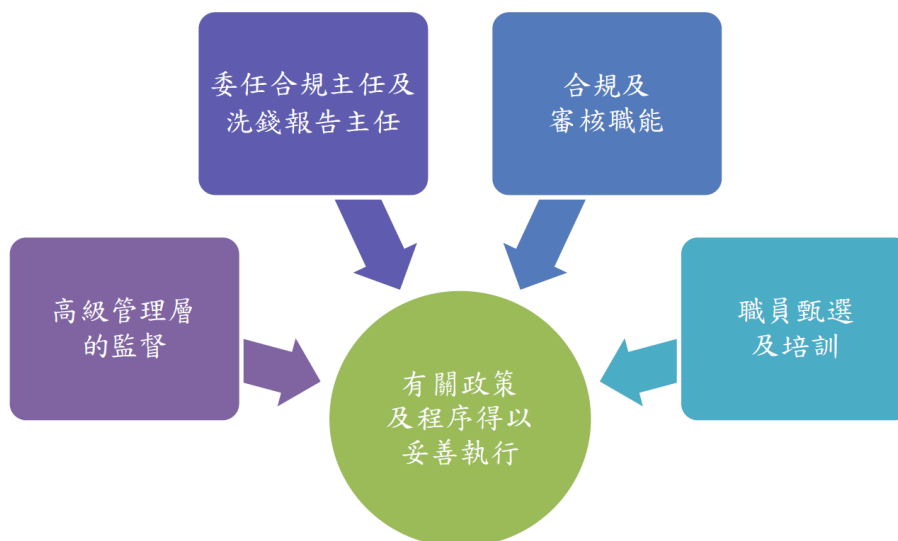 委任合規主任及
洗錢報告主任
合規及
審核職能
高級管理層
的監督
職員甄選
及培訓
有關政策
及程序得以
妥善執行